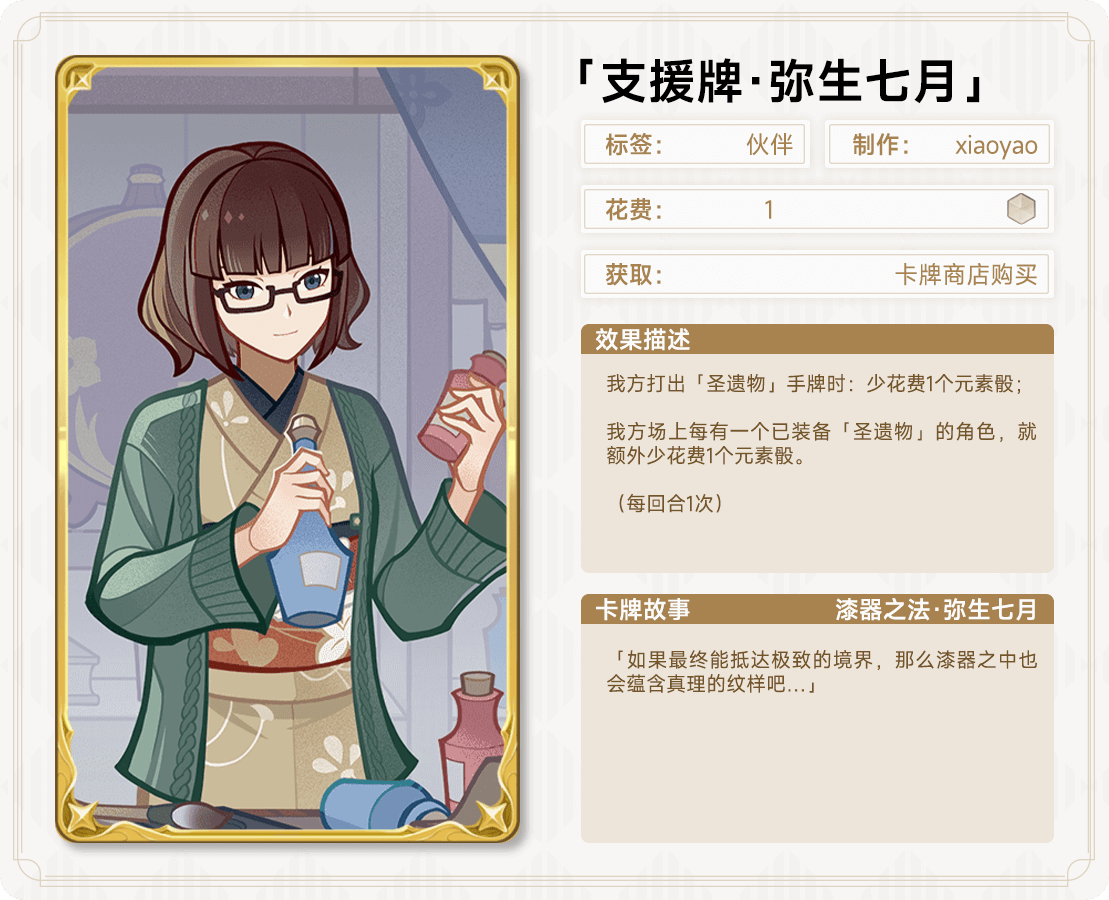 「支援牌·弥生七月」
标签： 伙伴
制作： xiaoyao
花费： 1
获取： 卡牌商店购买
效果描述
我方打出「圣遗物」手牌时：少花费1个元素骰；
我方场上每有一个已装备「圣遗物」的角色，就
额外少花费1个元素骰。
（每回合1次）
卡牌故事 漆器之法·弥生七月
「如果最终能抵达极致的境界，那么漆器之中也
会蕴含真理的纹样吧...」